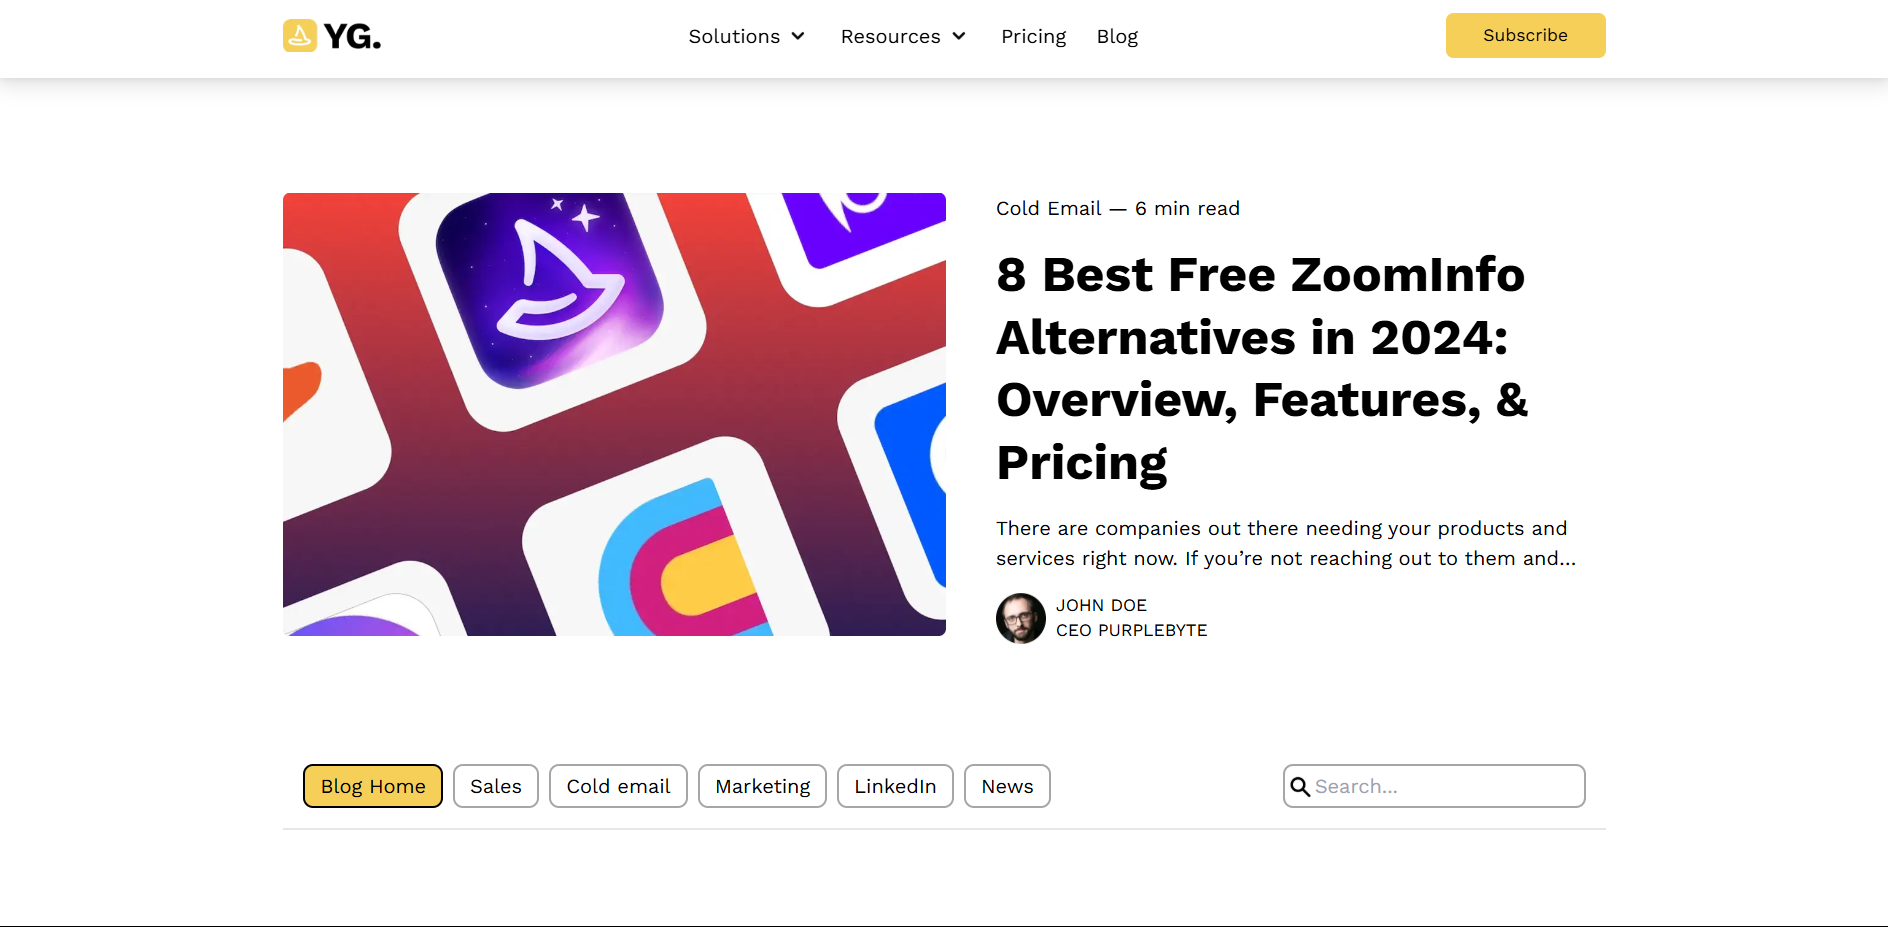 YG.
Solutions
Resources
Pricing
Blog
Subscribe
Cold Email — 6 min read
8 Best Free ZoomInfo
Alternatives in 2024:
Overview, Features, &
Pricing
There are companies out there needing your products and
services right now. If you’re not reaching out to them and...
JOHN DOE
CEO PURPLEBYTE
Blog Home
Sales
Cold email
Marketing
LinkedIn
News
Search...